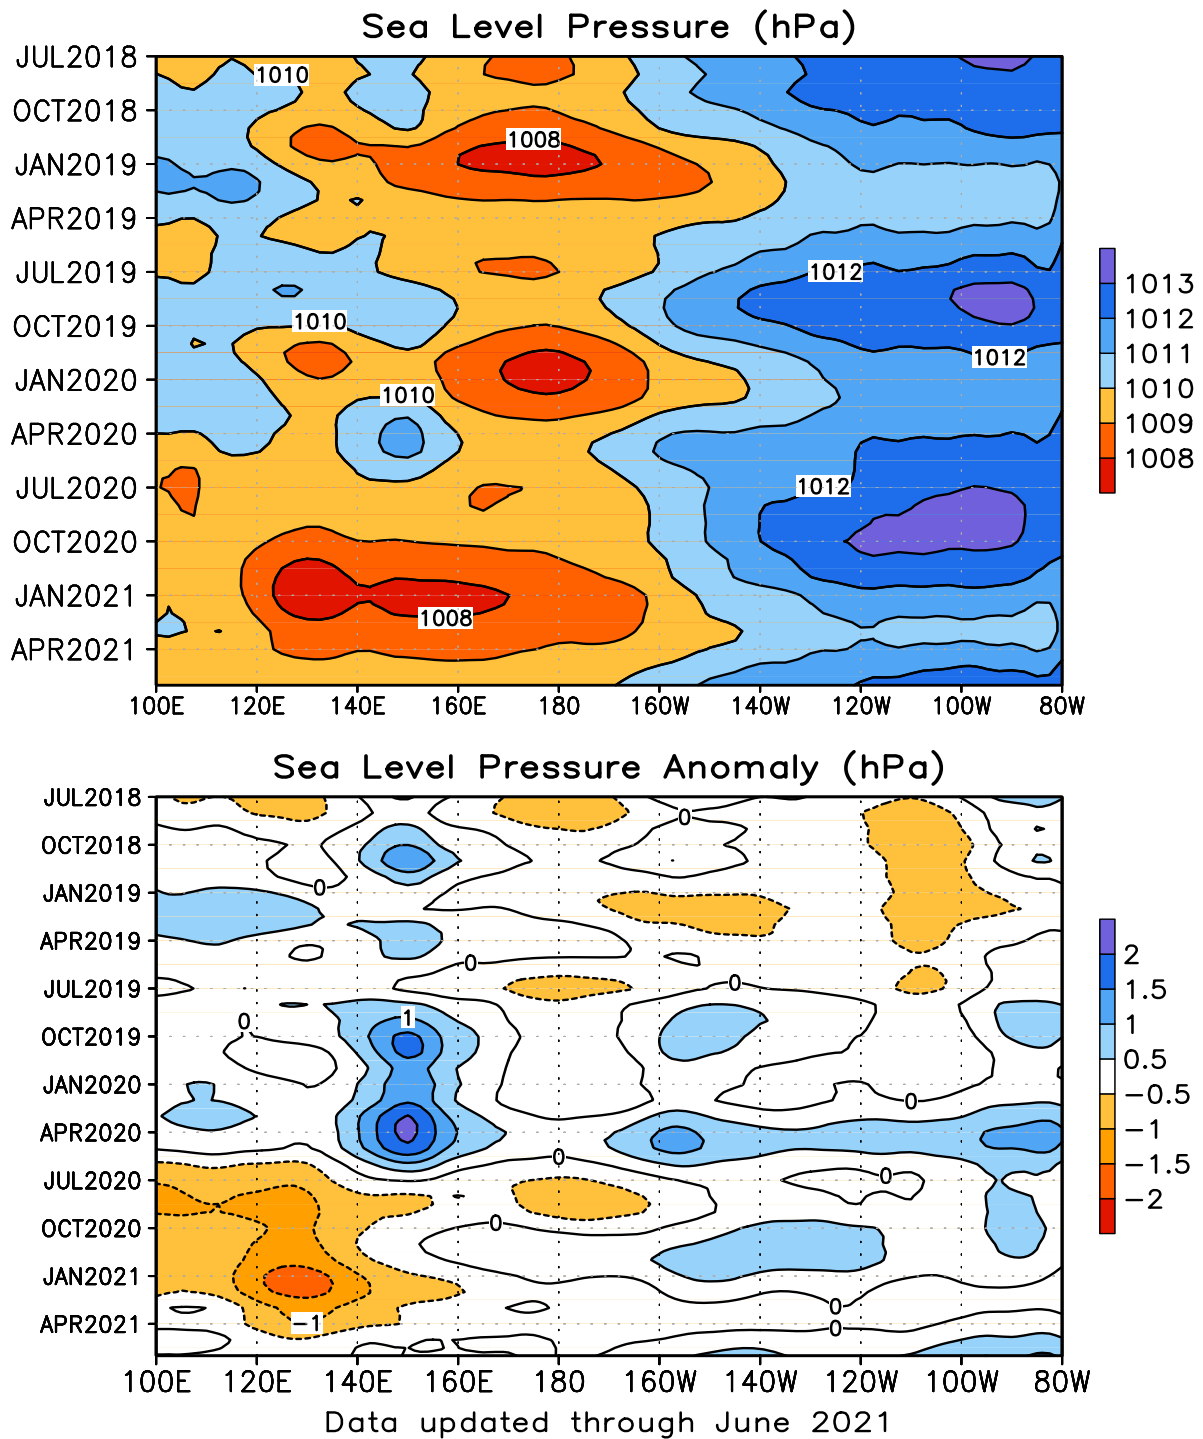 Sea Level Pressure (hPa)
JUL2018
OCT2018
JAN2019
APR2019
JUL2019
OCT2019
JAN2020
APR2020
JUL2020
OCT2020
JAN2021
APR2021
1010
1008
1012
1010
1012
1010
1012
1008
1013
1012
1011
1010
1009
1008
100E 120E 140E 160E 180 160W 140W 120W 100W 80W
Sea Level Pressure Anomaly (hPa)
JUL2018
OCT2018
JAN2019
APR2019
JUL2019
OCT2019
JAN2020
APR2020
JUL2020
OCT2020
JAN2021
APR2021
0
0
0
0
0
1
0
0
0
0
0
−1
0
2
1.5
1
0.5
−0.5
−1
−1.5
−2
100E 120E 140E 160E 180 160W 140W 120W 100W 80W
Data updated through June 2021